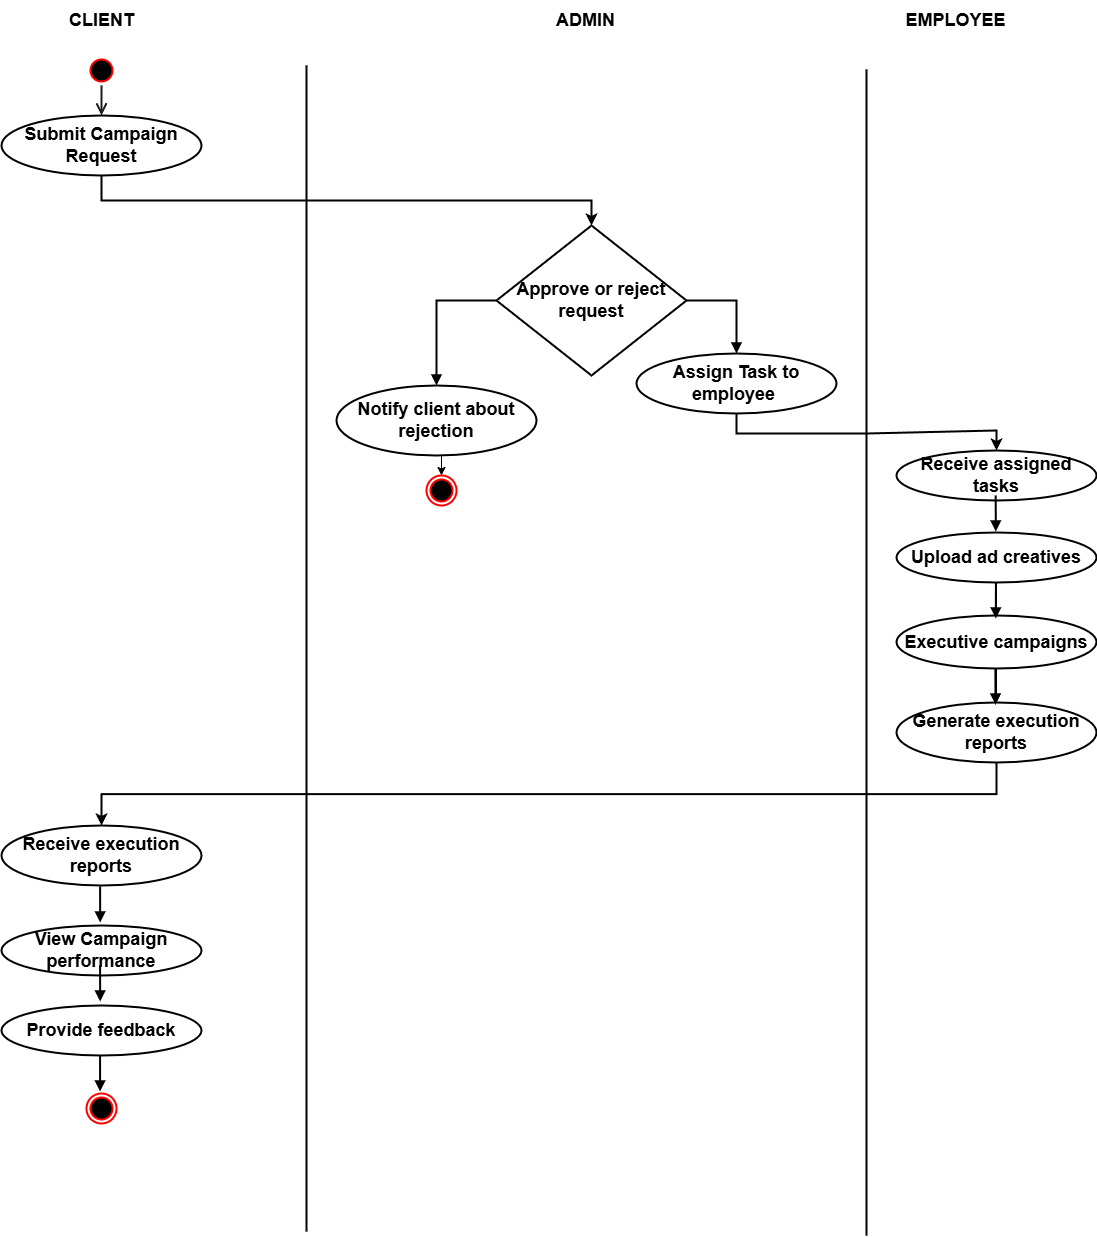 CLIENT
ADMIN
EMPLOYEE
Submit Campaign
Request
Approve or reject
request
Assign Task to
employee
Notify client about
rejection
Receive assigned
tasks
Upload ad creatives
Executive campaigns
Generate execution
reports
Receive execution
reports
View Campaign
performance
Provide feedback